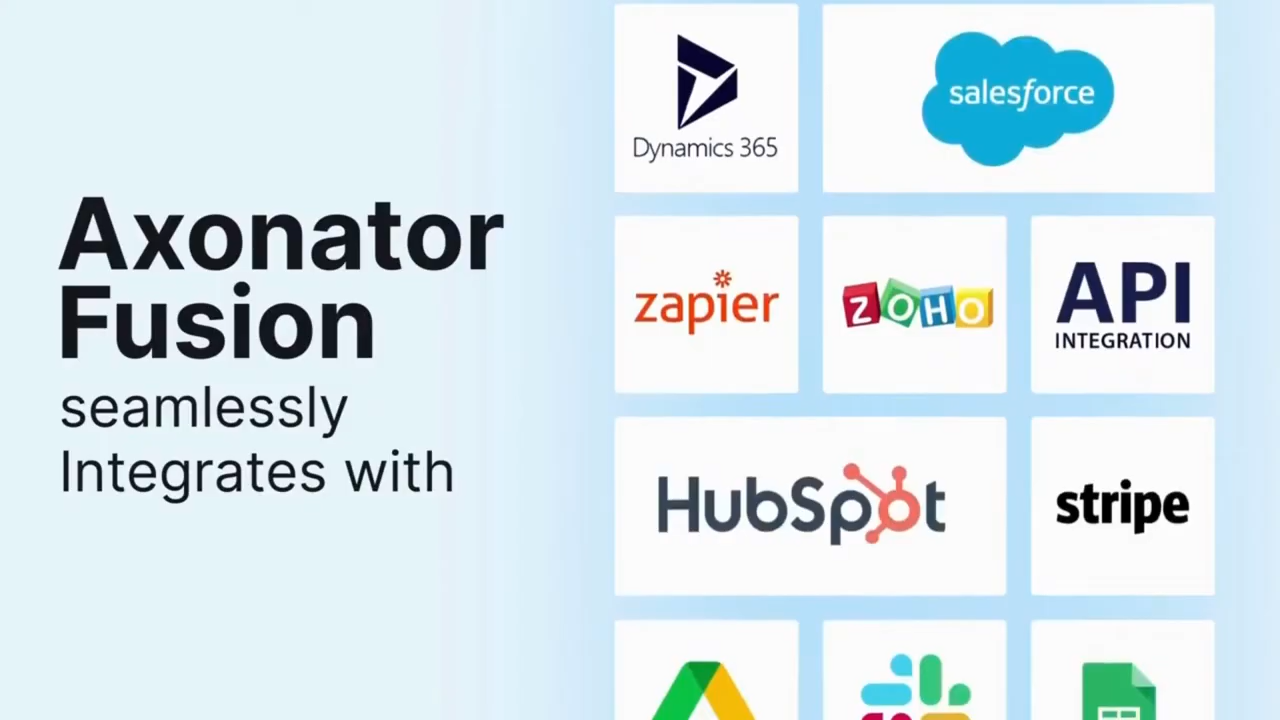 Axonator
Fusion
seamlessly
Integrates with
Dynamics 365
salesforce
zapier
ZOHO
API
INTEGRATION
HubSpot
stripe